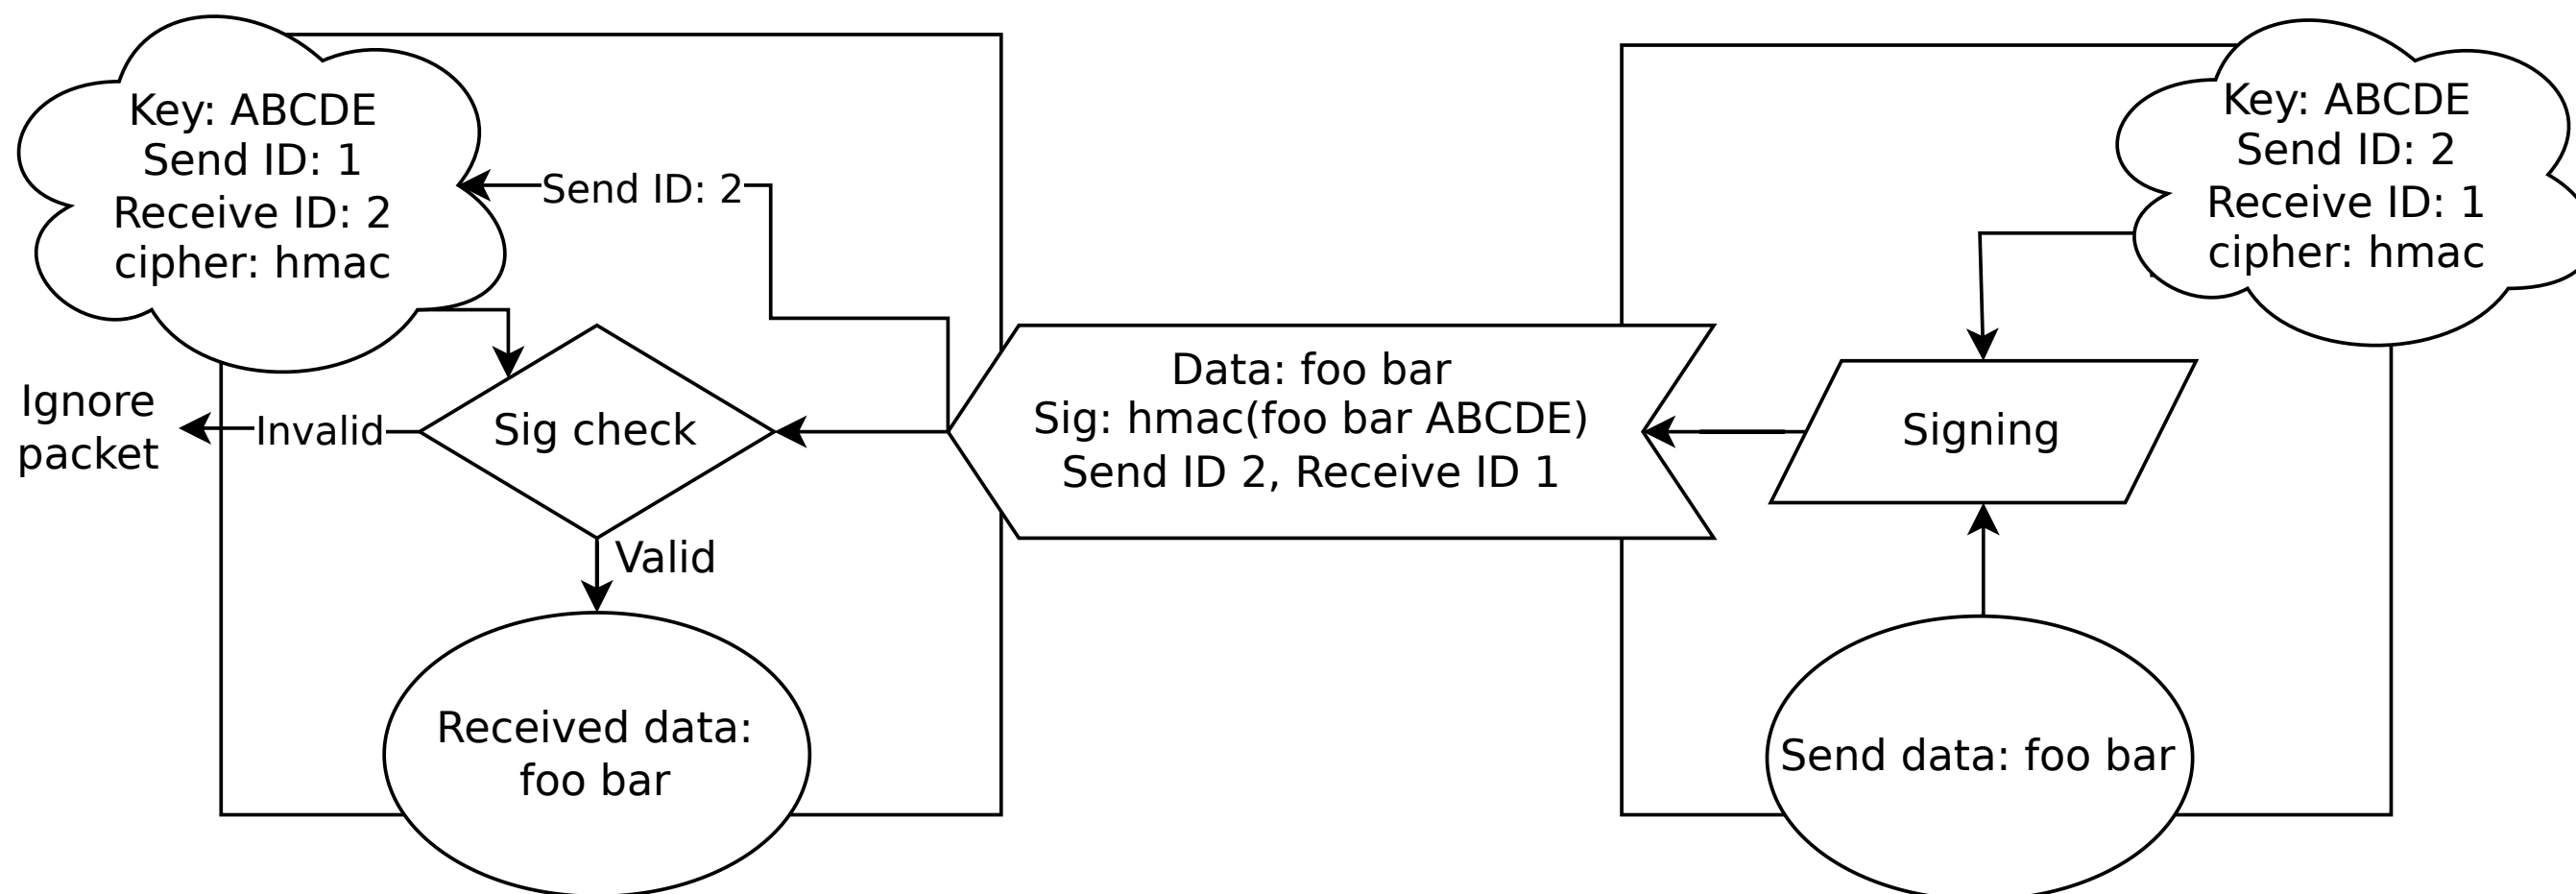 Key: ABCDE
Send ID: 1
Receive ID: 2
cipher: hmac
Send ID: 2
Ignore
packet
Invalid
Sig check
Valid
Received data:
foo bar
Data: foo bar
Sig: hmac(foo bar ABCDE)
Send ID 2, Receive ID 1
Key: ABCDE
Send ID: 2
Receive ID: 1
cipher: hmac
Signing
Send data: foo bar